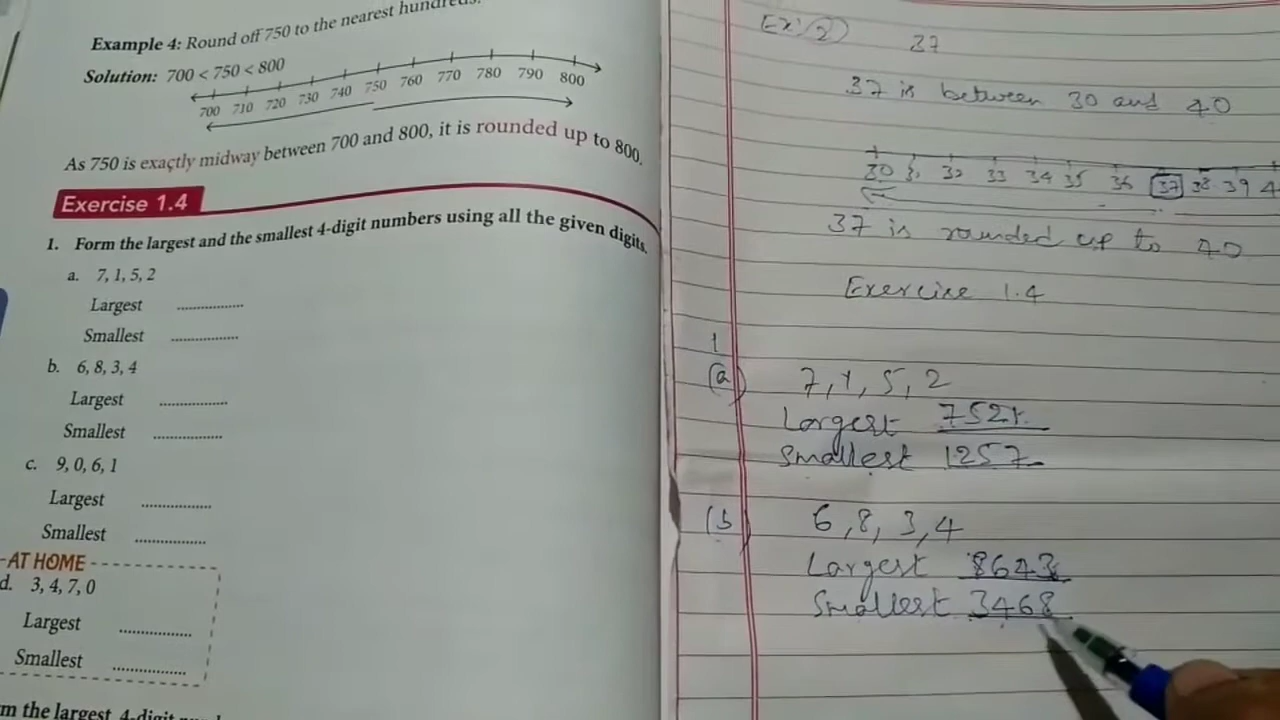 Example 4: Round off 750 to the nearest hundreds.
Solution: 700 < 750 < 800
700 710 720 730 740 750 760 770 780 790 800
As 750 is exactly midway between 700 and 800, it is rounded up to 800.
Exercise 1.4
1. Form the largest and the smallest 4-digit numbers using all the given digits.
a. 7, 1, 5, 2
Largest ................
Smallest ................
b. 6, 8, 3, 4
Largest ................
Smallest ................
c. 9, 0, 6, 1
Largest ................
Smallest ................
AT HOME
d. 3, 4, 7, 0
Largest ................
Smallest ................
m the largest 4-digit
Ex: 2)
37
37 is between 30 and 40
30 31 32 33 34 35 36 37 38 39 4
37 is rounded up to 40
Exercise 1.4
1
(a) 7, 1, 5, 2
Largest 7521
Smallest 1257
(b) 6, 8, 3, 4
Largest 8643
Smallest 3468